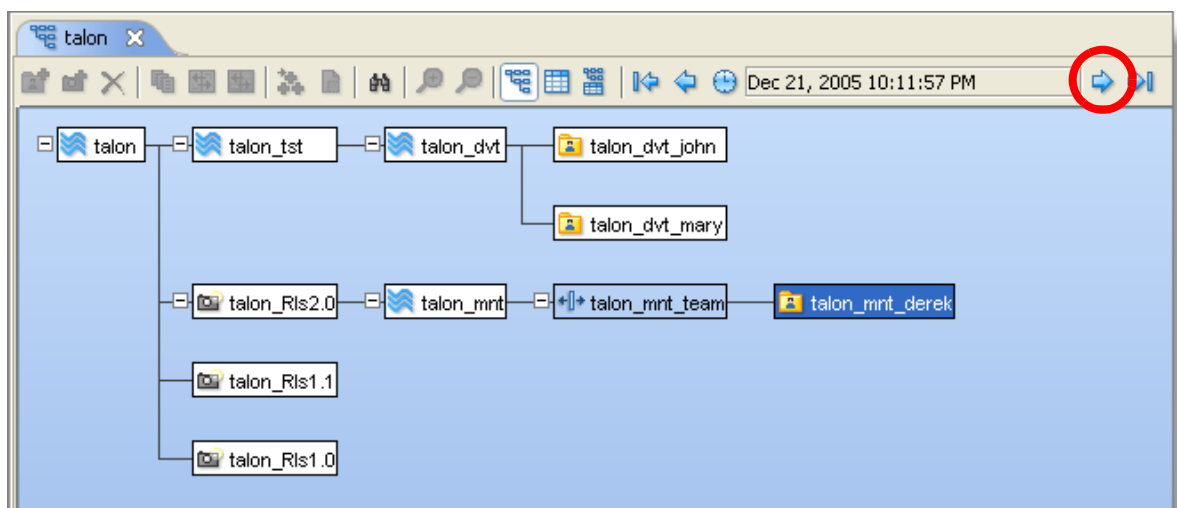 talon
Dec 21, 2005 10:11:57 PM
talon talon_tst talon_dvt talon_dvt_john
talon_dvt_mary
talon_Rls2.0 talon_mnt talon_mnt_team talon_mnt_derek
talon_Rls1.1
talon_Rls1.0